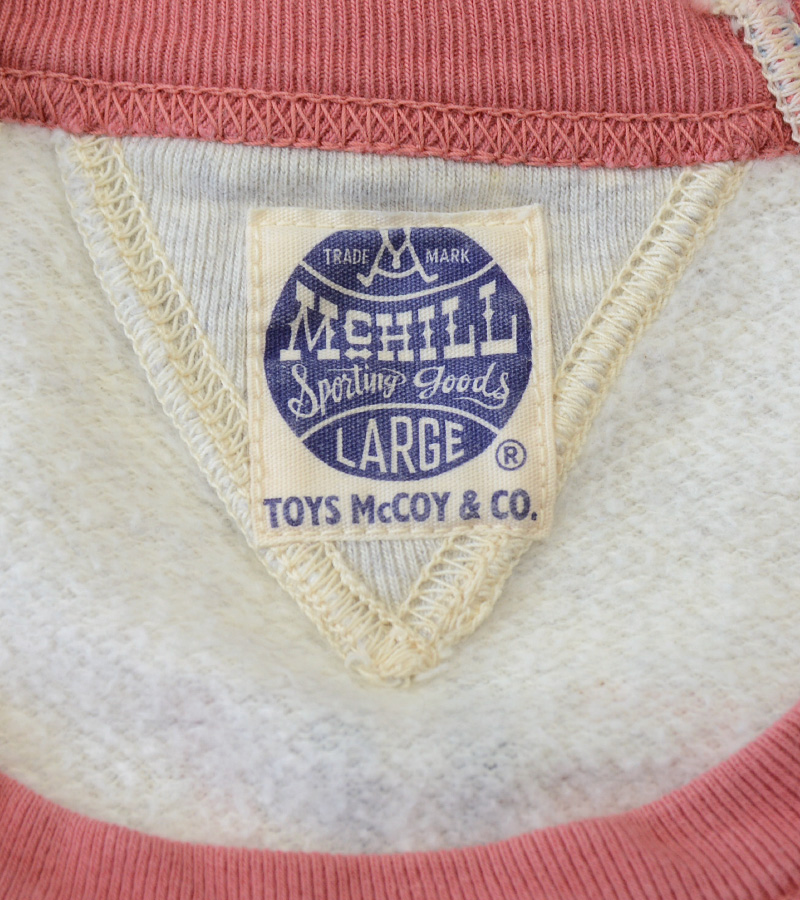 TRADE MARK
McHILL
Sporting Goods
LARGE ®
TOYS McCOY & CO.